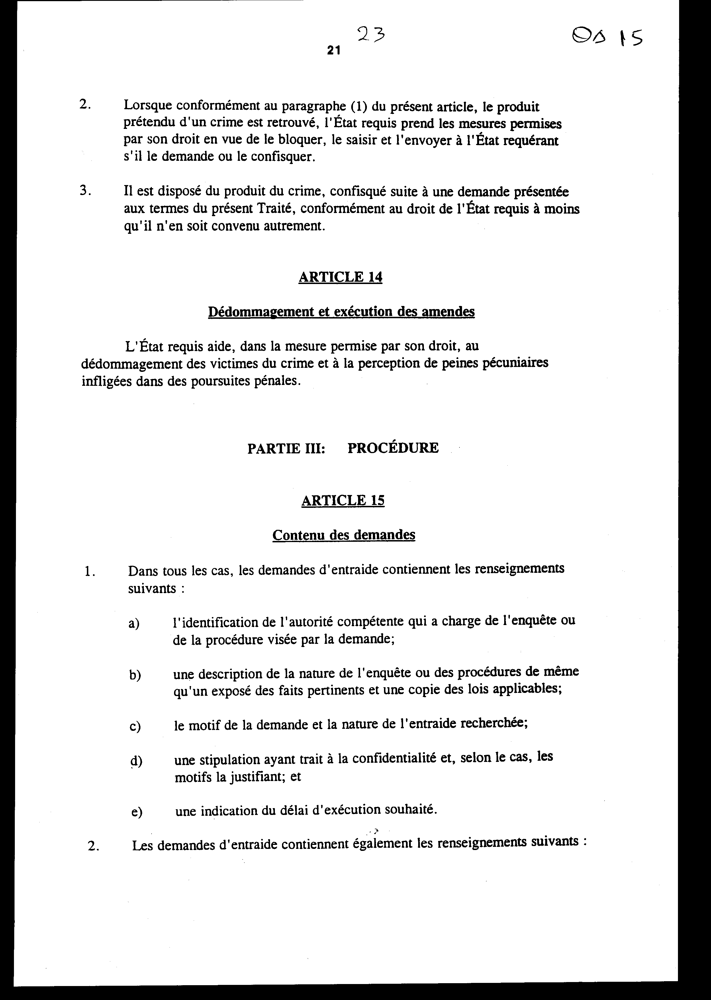 23
21
15
2. Lorsque conformément au paragraphe (1) du présent article, le produit
prétendu d'un crime est retrouvé, l'État requis prend les mesures permises
par son droit en vue de le bloquer, le saisir et l'envoyer à l'État requérant
s'il le demande ou le confisquer.
3. Il est disposé du produit du crime, confisqué suite à une demande présentée
aux termes du présent Traité, conformément au droit de l'État requis à moins
qu'il n'en soit convenu autrement.
ARTICLE 14
Dédommagement et exécution des amendes
L'État requis aide, dans la mesure permise par son droit, au
dédommagement des victimes du crime et à la perception de peines pécuniaires
infligées dans des poursuites pénales.
PARTIE III: PROCÉDURE
ARTICLE 15
Contenu des demandes
1. Dans tous les cas, les demandes d'entraide contiennent les renseignements
suivants :
a) l'identification de l'autorité compétente qui a charge de l'enquête ou
de la procédure visée par la demande;
b) une description de la nature de l'enquête ou des procédures de même
qu'un exposé des faits pertinents et une copie des lois applicables;
c) le motif de la demande et la nature de l'entraide recherchée;
d) une stipulation ayant trait à la confidentialité et, selon le cas, les
motifs la justifiant; et
e) une indication du délai d'exécution souhaité.
2. Les demandes d'entraide contiennent également les renseignements suivants :